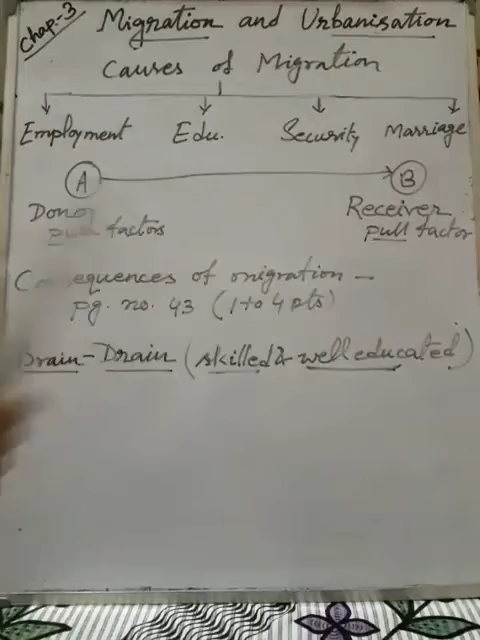 Chap:-3
Migration and Urbanisation
Causes of Migration
Employment Edu. Security Marriage
A B
Donor Receiver
factors pull factor
Consequences of migration -
pg. no. 43 (1 to 4 pts)
Brain-Drain (skilled & well educated)